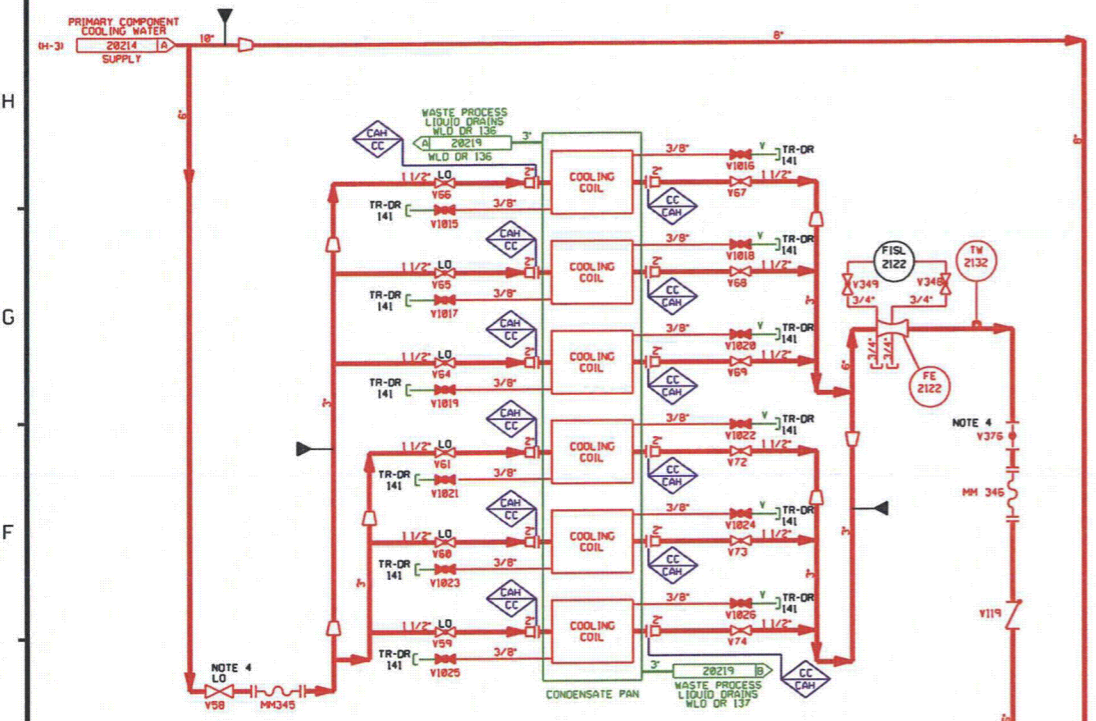 PRIMARY COMPONENT
COOLING WATER
(H-3) 20214 A 10" 8"
SUPPLY
H
6"
WASTE PROCESS
LIQUID DRAINS
WLD DR 136
A 20219 3"
WLD DR 136
CAH
CC
6"
1 1/2" LO 2" COOLING COIL 2" 3/8" V TR-DR 141
V66 V1016 V67 1 1/2"
TR-DR 141 3/8"
V1015
CC
CAH
CAH
CC
1 1/2" LO 2" COOLING COIL 2" 3/8" V TR-DR 141
V65 V1018 V68 1 1/2"
TR-DR 141 3/8"
V1017
CC
CAH
FISL
2122
TW
2132
V349 V348
3/4" 3/4"
3"
G
CAH
CC
1 1/2" LO 2" COOLING COIL 2" 3/8" V TR-DR 141
V64 V1020 V69 1 1/2"
TR-DR 141 3/8"
V1019
CC
CAH
3/4" 3/4"
6"
FE
2122
3"
CAH
CC
1 1/2" LO 2" COOLING COIL 2" 3/8" V TR-DR 141
V61 V1022 V72 1 1/2"
TR-DR 141 3/8"
V1021
CC
CAH
NOTE 4
V376
MM 346
F
CAH
CC
1 1/2" LO 2" COOLING COIL 2" 3/8" V TR-DR 141
V60 V1024 V73 1 1/2"
TR-DR 141 3/8"
V1023
CC
CAH
3"
3"
3"
CAH
CC
1 1/2" LO 2" COOLING COIL 2" 3/8" V TR-DR 141
V59 V1026 V74 1 1/2"
TR-DR 141 3/8"
V1025
V119
NOTE 4
LO
V58 MM345
3" 20219 B
CC
CAH
CONDENSATE PAN
WASTE PROCESS
LIQUID DRAINS
WLD DR 137